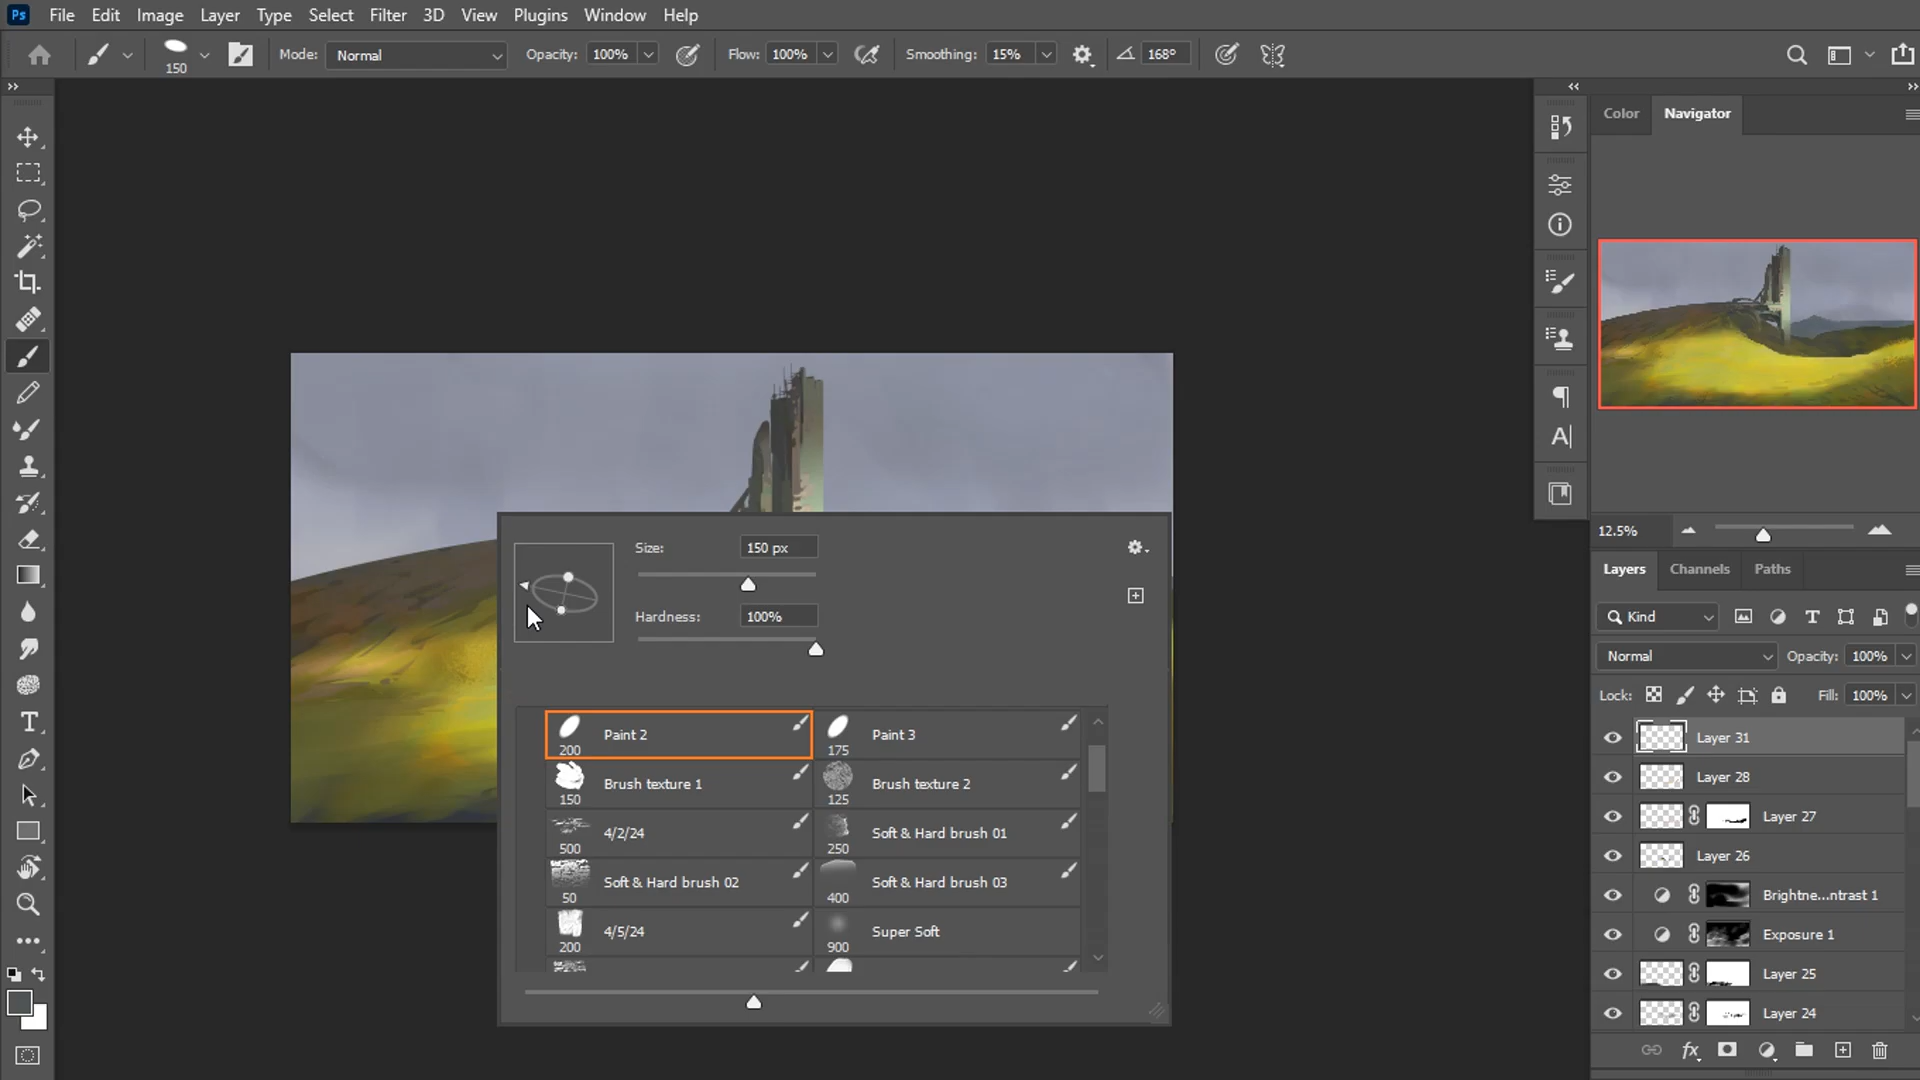 Ps File Edit Image Layer Type Select Filter 3D View Plugins Window Help
150 Mode: Normal Opacity: 100% Flow: 100% Smoothing: 15% 168°
Color Navigator
12.5%
Layers Channels Paths
Kind
Normal Opacity: 100%
Lock: Fill: 100%
Layer 31
Layer 28
Layer 27
Layer 26
Brightne...ntrast 1
Exposure 1
Layer 25
Layer 24
Size: 150 px
Hardness: 100%
200 Paint 2 175 Paint 3
150 Brush texture 1 125 Brush texture 2
500 4/2/24 250 Soft & Hard brush 01
50 Soft & Hard brush 02 400 Soft & Hard brush 03
200 4/5/24 900 Super Soft